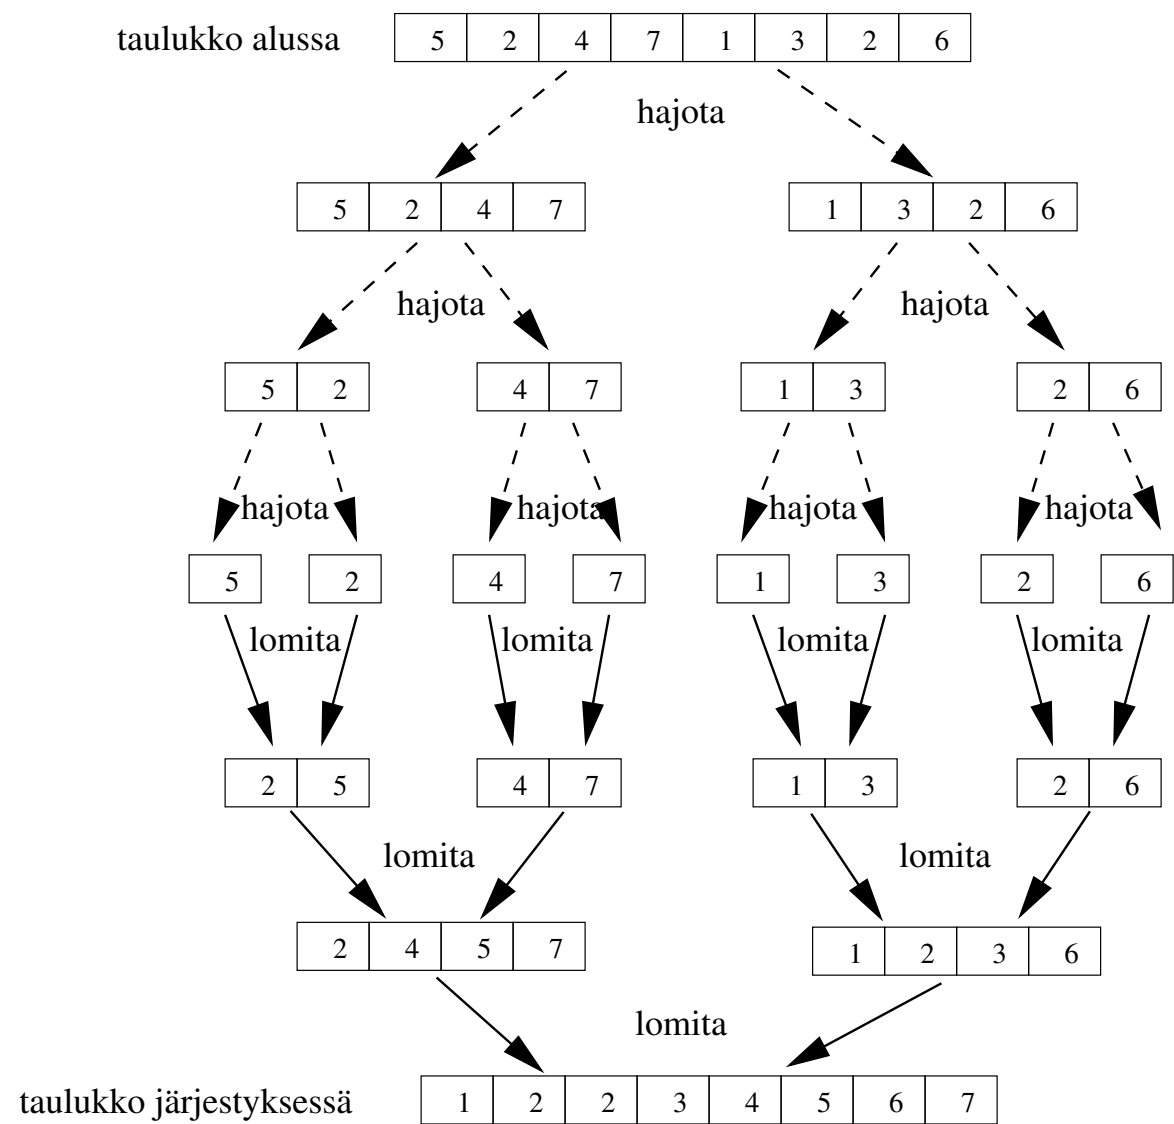 taulukko alussa 5 2 4 7 1 3 2 6
hajota
5 2 4 7 1 3 2 6
hajota hajota
5 2 4 7 1 3 2 6
hajota hajota hajota hajota
5 2 4 7 1 3 2 6
lomita lomita lomita lomita
2 5 4 7 1 3 2 6
lomita lomita
2 4 5 7 1 2 3 6
lomita
taulukko järjestyksessä 1 2 2 3 4 5 6 7